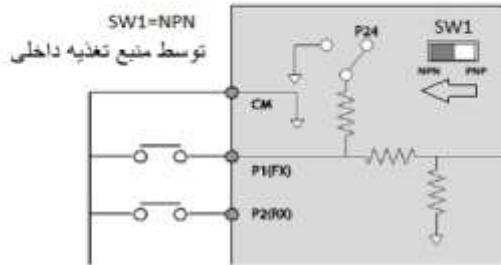 SW1=NPN
توسط منبع تغذیه داخلی
P24
SW1
NPN PNP
CM
P1(FX)
P2(RX)